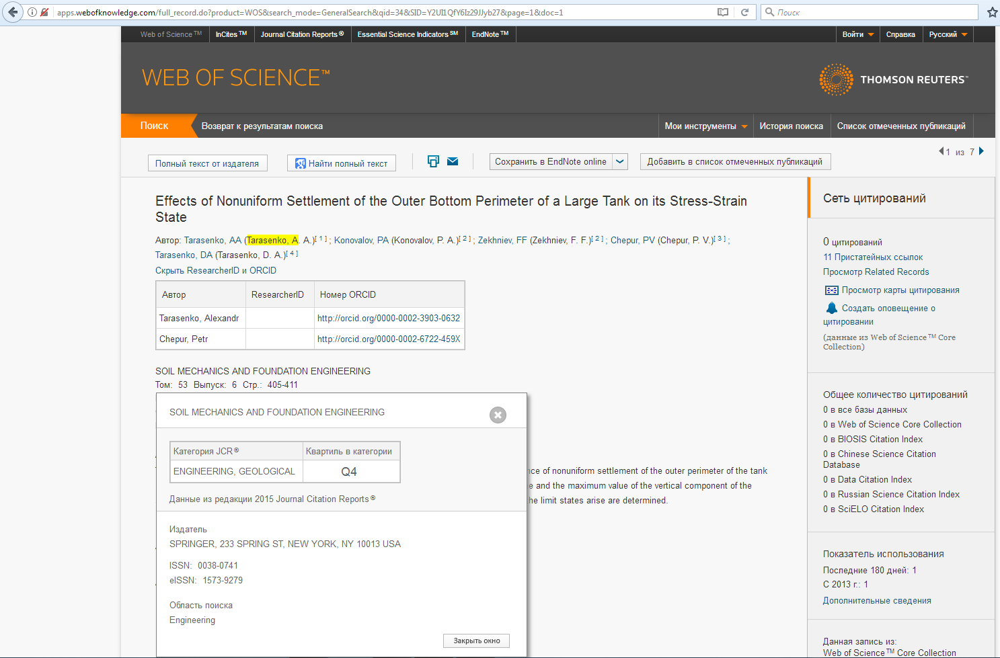 apps.webofknowledge.com/full_record.do?product=WOS&search_mode=GeneralSearch&qid=34&SID=Y2UI1QfY6Iz29JJyb27&page=1&doc=1
Поиск
Web of Science™ InCites™ Journal Citation Reports® Essential Science Indicators℠ EndNote™ Войти Справка Русский
WEB OF SCIENCE™
THOMSON REUTERS™
Поиск Возврат к результатам поиска Мои инструменты История поиска Список отмеченных публикаций
Полный текст от издателя Найти полный текст Сохранить в EndNote online Добавить в список отмеченных публикаций
1 из 7
Effects of Nonuniform Settlement of the Outer Bottom Perimeter of a Large Tank on its Stress-Strain
State
Автор: Tarasenko, AA (Tarasenko, A. A.)[ 1 ] ; Konovalov, PA (Konovalov, P. A.)[ 2 ] ; Zekhniev, FF (Zekhniev, F. F.)[ 2 ] ; Chepur, PV (Chepur, P. V.)[ 3 ] ;
Tarasenko, DA (Tarasenko, D. A.)[ 4 ]
Скрыть ResearcherID и ORCID
Автор ResearcherID Номер ORCID
Tarasenko, Alexandr http://orcid.org/0000-0002-3903-0632
Chepur, Petr http://orcid.org/0000-0002-6722-459X
SOIL MECHANICS AND FOUNDATION ENGINEERING
Том: 53 Выпуск: 6 Стр.: 405-411
SOIL MECHANICS AND FOUNDATION ENGINEERING
Категория JCR® Квартиль в категории
ENGINEERING, GEOLOGICAL Q4
Данные из редакции 2015 Journal Citation Reports®
Издатель
SPRINGER, 233 SPRING ST, NEW YORK, NY 10013 USA
ISSN: 0038-0741
eISSN: 1573-9279
Область поиска
Engineering
Закрыть окно
of nonuniform settlement of the outer perimeter of the tank
and the maximum value of the vertical component of the
limit states arise are determined.
Сеть цитирований
0 цитирований
11 Пристатейных ссылок
Просмотр Related Records
Просмотр карты цитирования
Создать оповещение о
цитировании
(данные из Web of Science™ Core
Collection)
Общее количество цитирований
0 в все базы данных
0 в Web of Science Core Collection
0 в BIOSIS Citation Index
0 в Chinese Science Citation
Database
0 в Data Citation Index
0 в Russian Science Citation Index
0 в SciELO Citation Index
Показатель использования
Последние 180 дней: 1
С 2013 г.: 1
Дополнительные сведения
Данная запись из:
Web of Science™ Core Collection